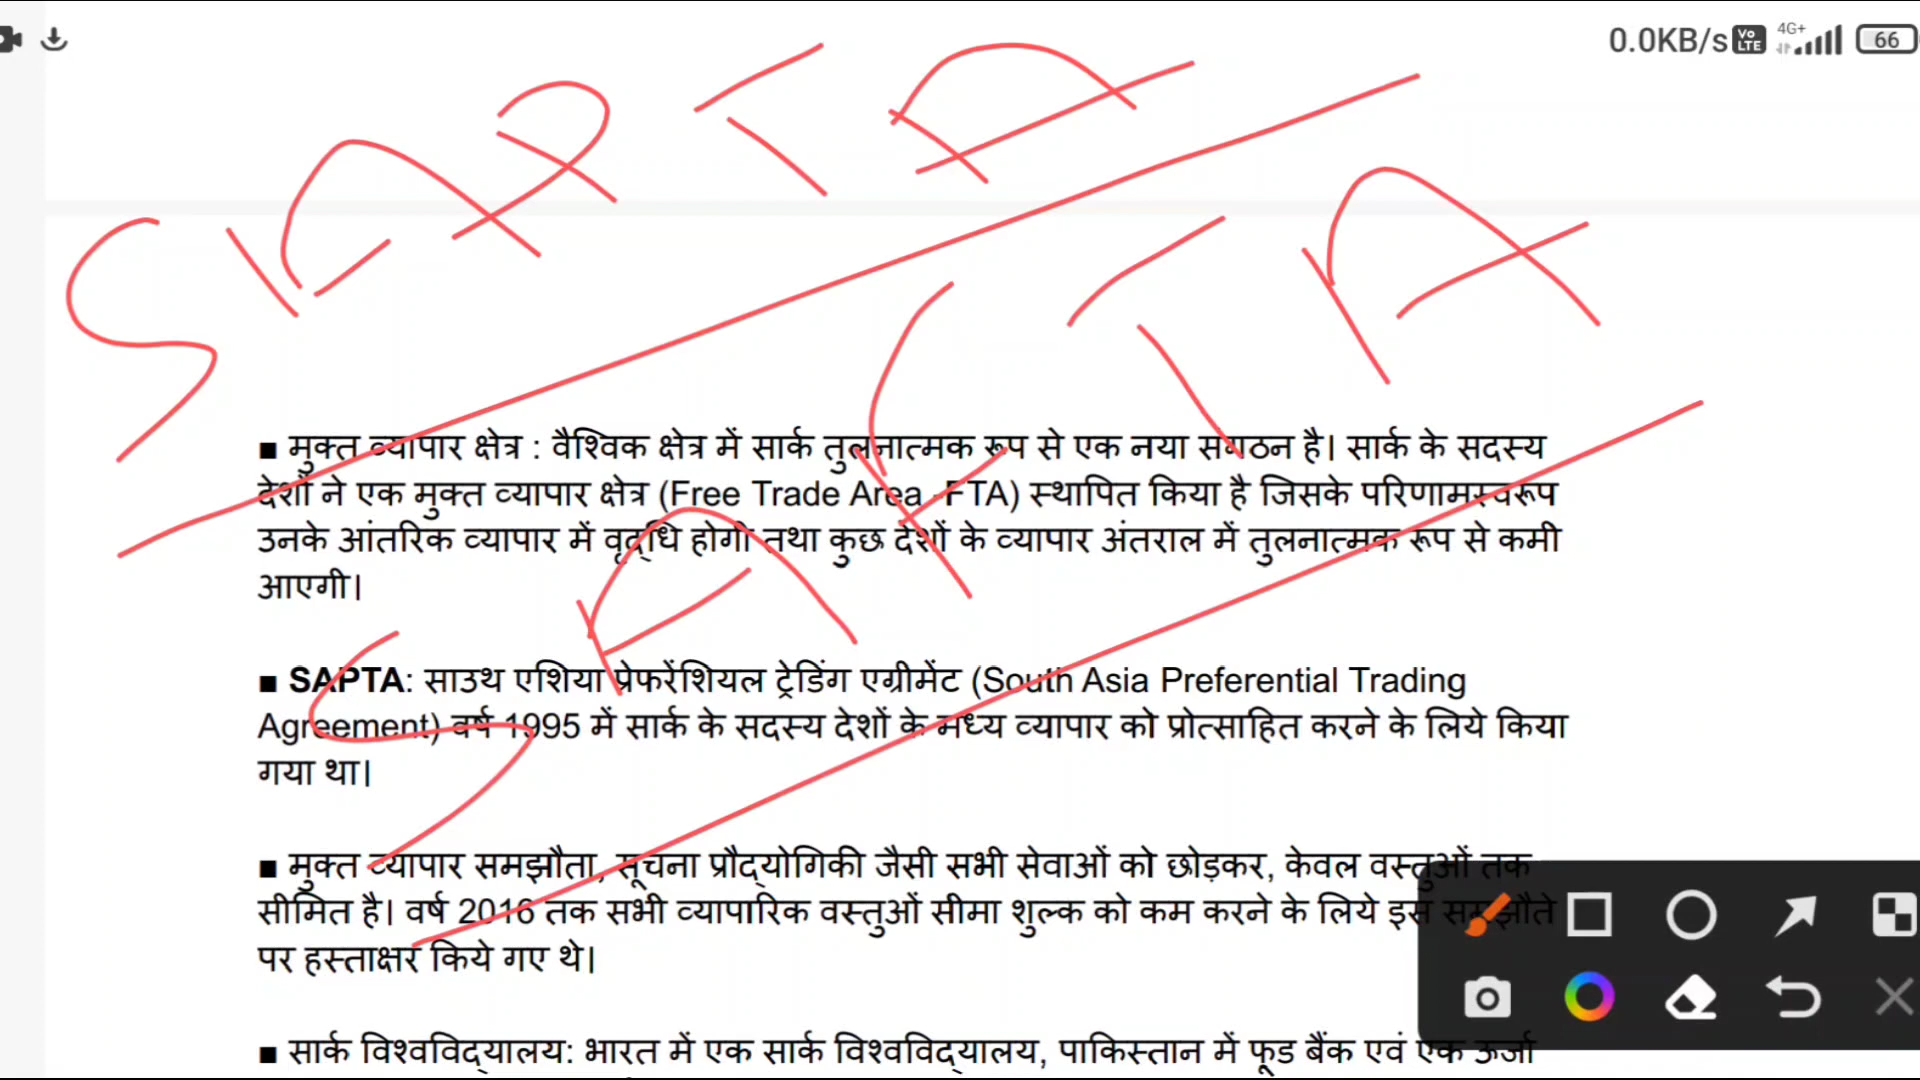 0.0KB/s Vo LTE 4G+ 66
SAPTA
SAFTA
■ मुक्त व्यापार क्षेत्र : वैश्विक क्षेत्र में सार्क तुलनात्मक रूप से एक नया संगठन है। सार्क के सदस्य
देशों ने एक मुक्त व्यापार क्षेत्र (Free Trade Area -FTA) स्थापित किया है जिसके परिणामस्वरूप
उनके आंतरिक व्यापार में वृद्धि होगी तथा कुछ देशों के व्यापार अंतराल में तुलनात्मक रूप से कमी
आएगी।
■ SAPTA: साउथ एशिया प्रेफरेंशियल ट्रेडिंग एग्रीमेंट (South Asia Preferential Trading
Agreement) वर्ष 1995 में सार्क के सदस्य देशों के मध्य व्यापार को प्रोत्साहित करने के लिये किया
गया था।
■ मुक्त व्यापार समझौता, सूचना प्रौद्योगिकी जैसी सभी सेवाओं को छोड़कर, केवल वस्तुओं तक
सीमित है। वर्ष 2016 तक सभी व्यापारिक वस्तुओं सीमा शुल्क को कम करने के लिये इस समझौते
पर हस्ताक्षर किये गए थे।
■ सार्क विश्वविद्यालय: भारत में एक सार्क विश्वविद्यालय, पाकिस्तान में फूड बैंक एवं एक ऊर्जा